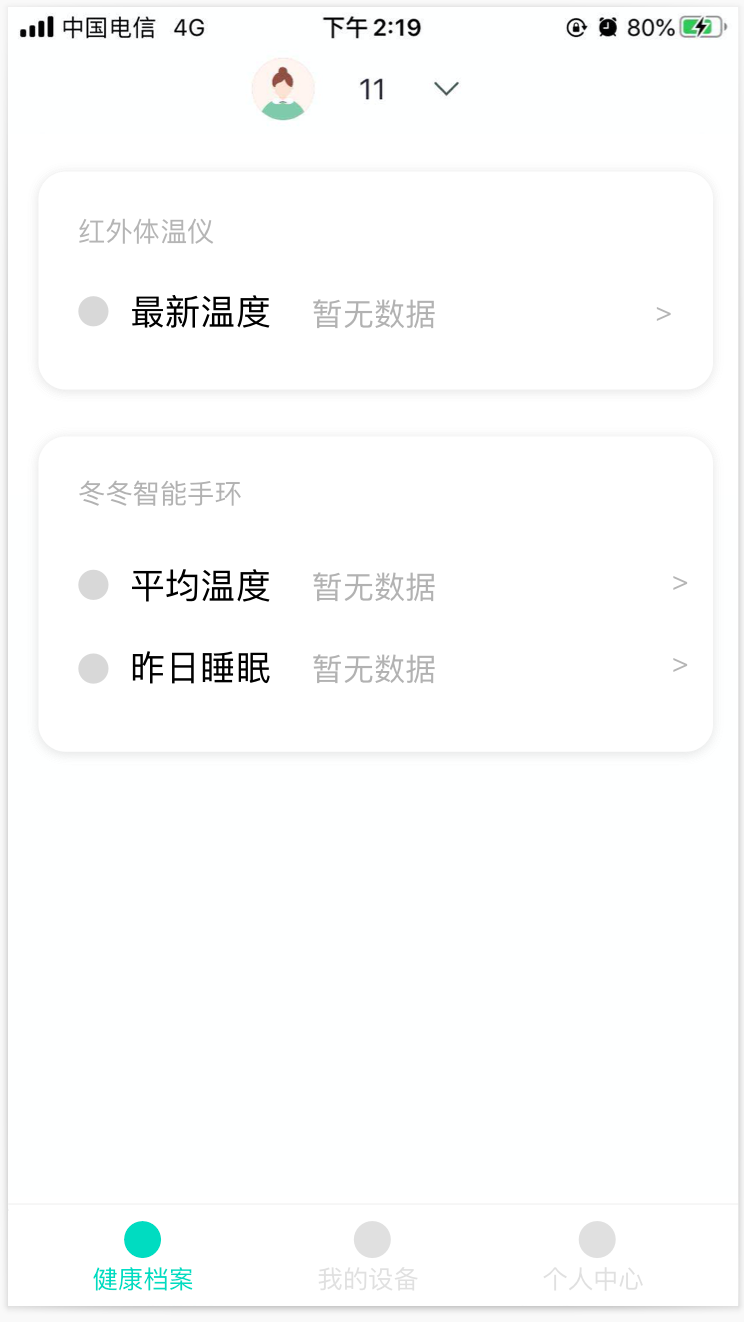 中国电信 4G 下午 2:19 80%
11
红外体温仪
最新温度 暂无数据 >
冬冬智能手环
平均温度 暂无数据 >
昨日睡眠 暂无数据 >
健康档案 我的设备 个人中心